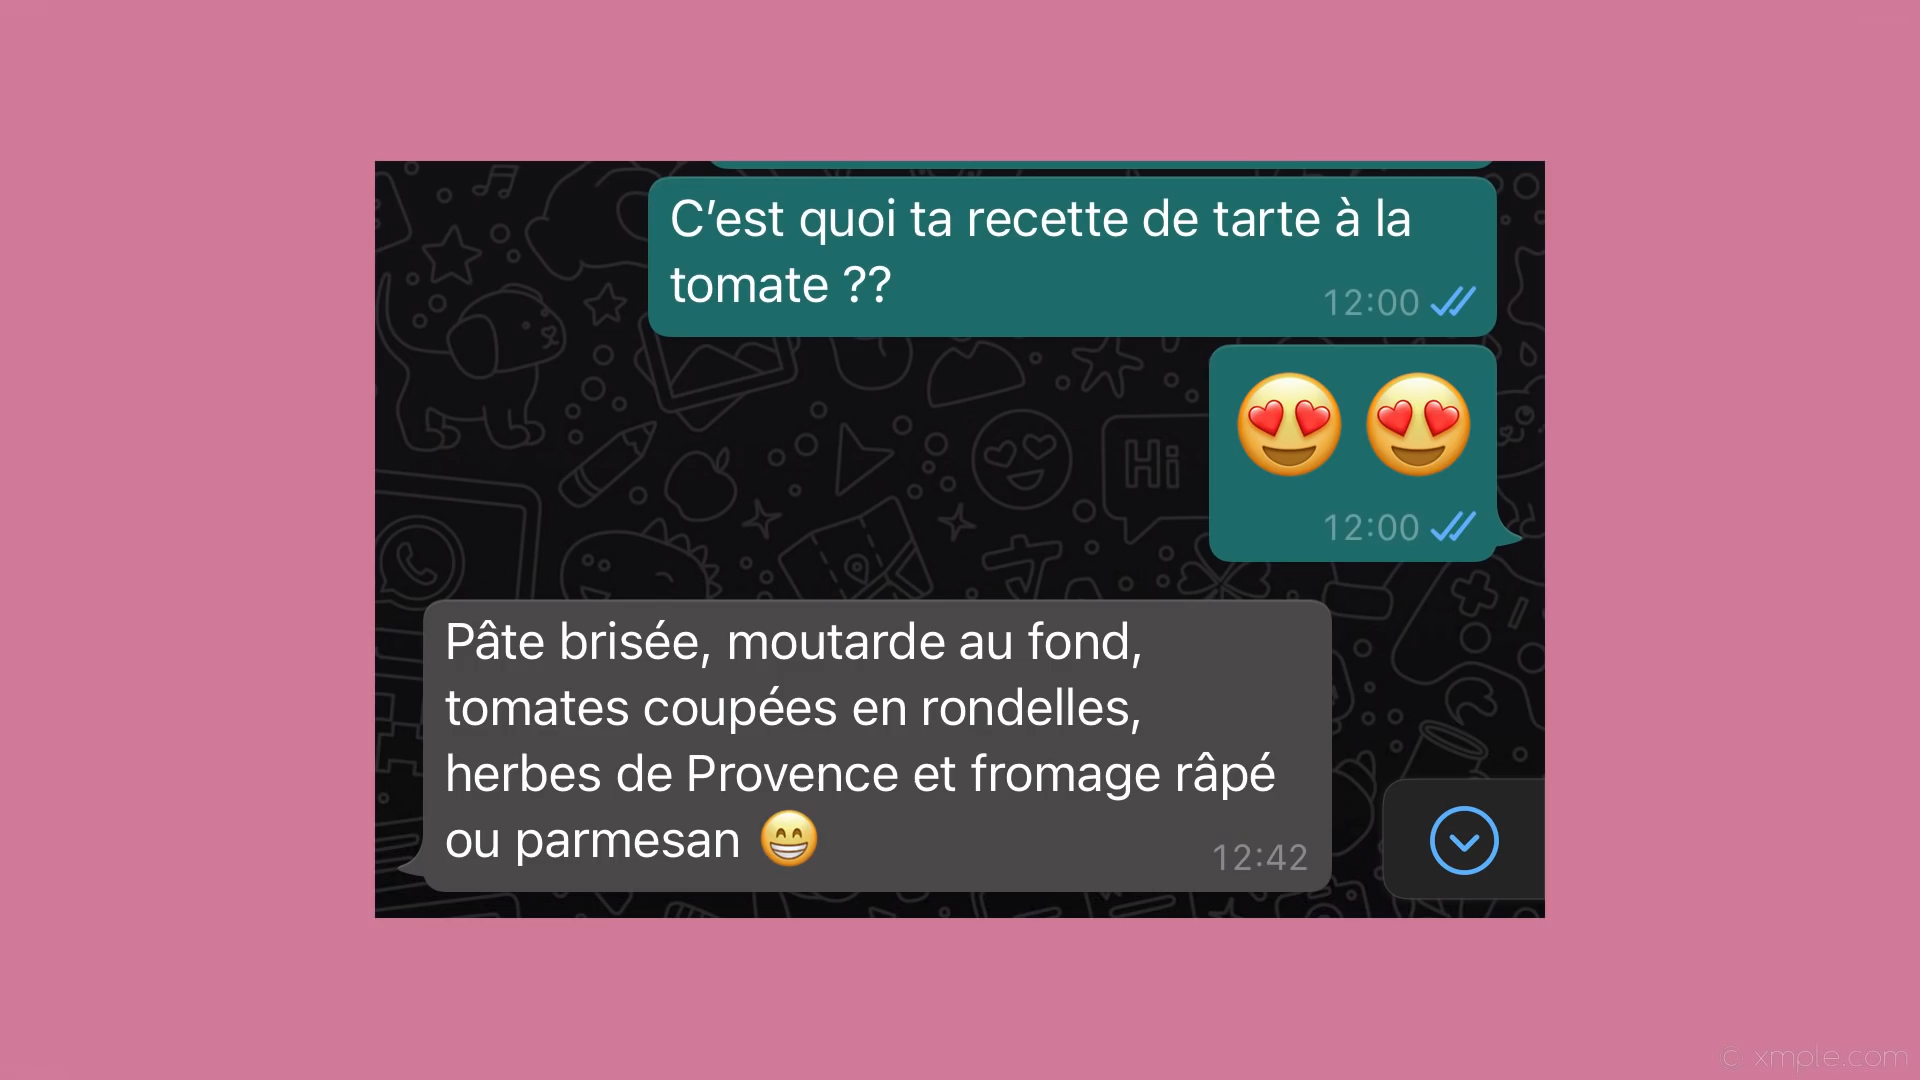 C’est quoi ta recette de tarte à la
tomate ??
12:00
😍 😍
12:00
Hi
Pâte brisée, moutarde au fond,
tomates coupées en rondelles,
herbes de Provence et fromage râpé
ou parmesan 😁
12:42
© xmple.com